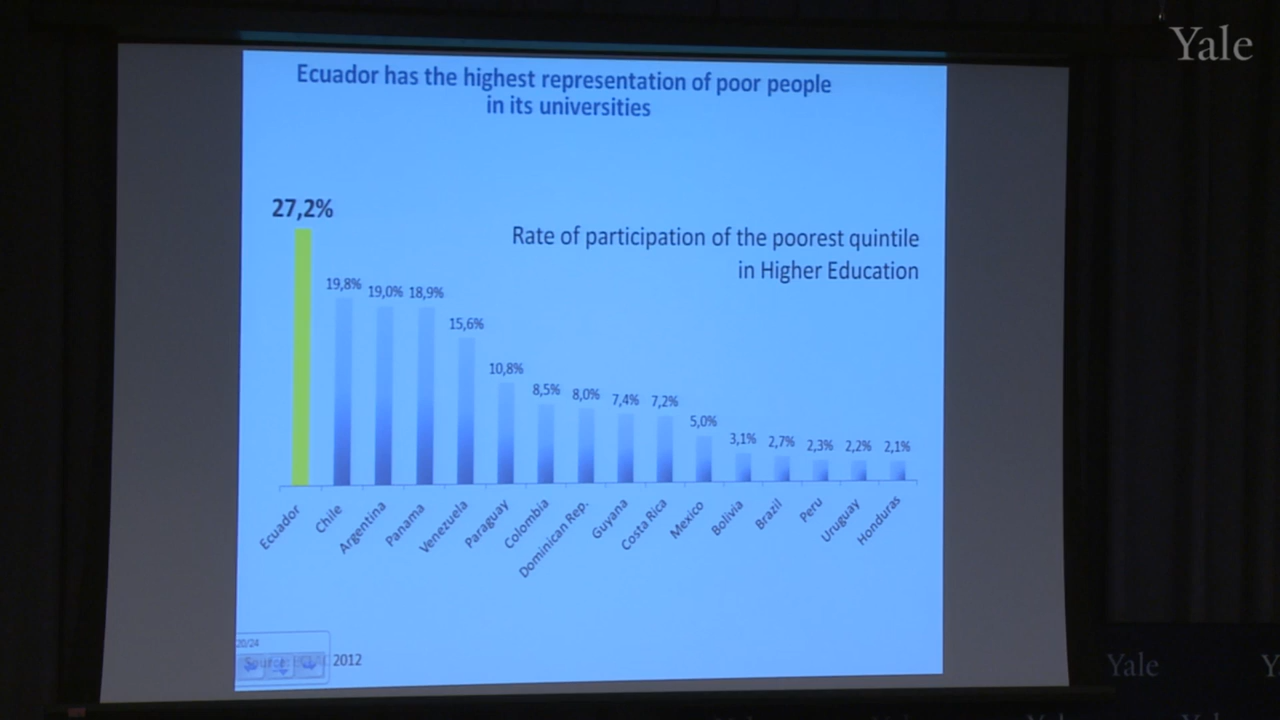 Yale
Ecuador has the highest representation of poor people
in its universities
27,2%
Rate of participation of the poorest quintile
in Higher Education
19,8%
19,0%
18,9%
15,6%
10,8%
8,5%
8,0%
7,4%
7,2%
5,0%
3,1%
2,7%
2,3%
2,2%
2,1%
Ecuador
Chile
Argentina
Panama
Venezuela
Paraguay
Colombia
Dominican Rep.
Guyana
Costa Rica
Mexico
Bolivia
Brazil
Peru
Uruguay
Honduras
20/24
Source: 2012
Yale